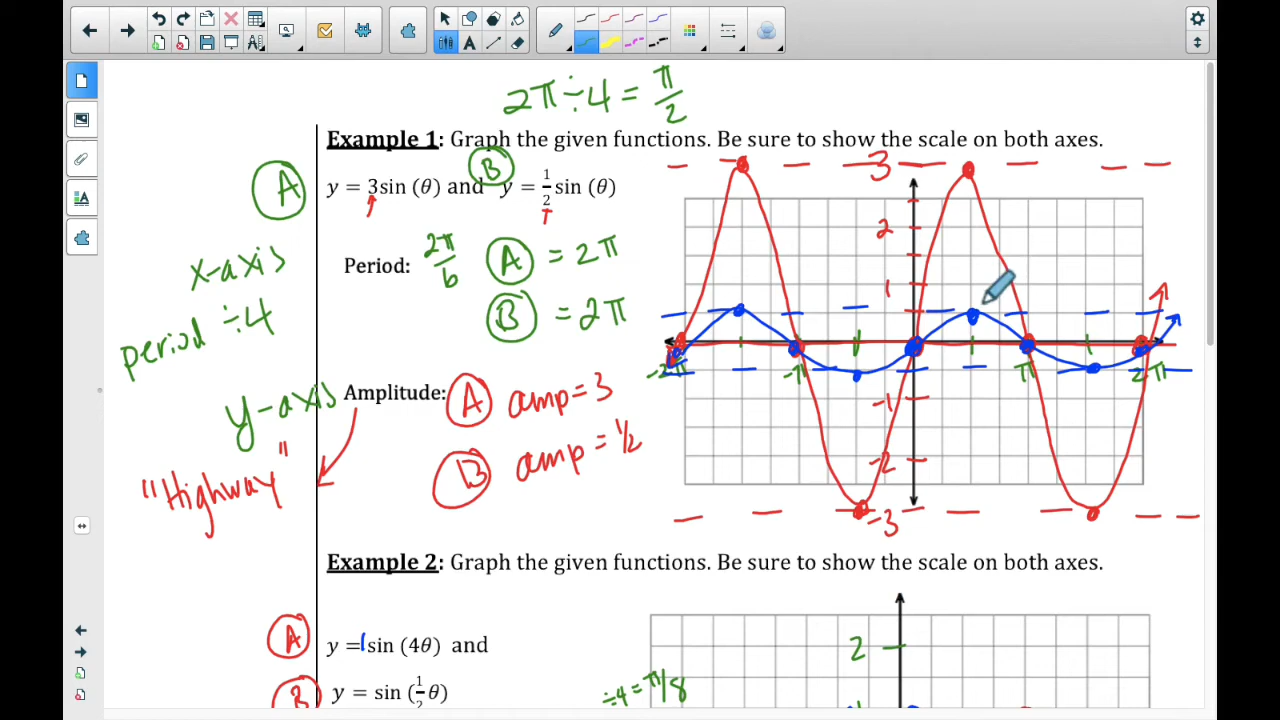 2π÷4 = π/2
Example 1: Graph the given functions. Be sure to show the scale on both axes.
A
B
y = 3sin (θ) and y = 1/2 sin (θ)
x-axis
period ÷4
Period: 2π/b
A = 2π
B = 2π
y-axis
"Highway"
Amplitude:
A amp=3
B amp = 1/2
3
2
1
-2π -π π 2π
-1
-2
-3
Example 2: Graph the given functions. Be sure to show the scale on both axes.
A
y = 1sin (4θ) and
B
y = sin (1/2 θ)
÷4 = π/8
2